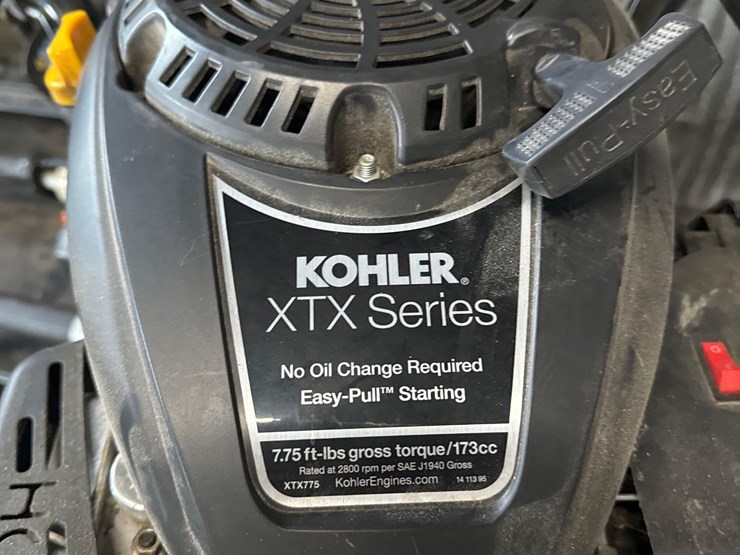 Easy-Pull
KOHLER®
XTX Series
No Oil Change Required
Easy-Pull™ Starting
7.75 ft-lbs gross torque/173cc
Rated at 2800 rpm per SAE J1940 Gross
XTX775 KohlerEngines.com 14 113 95